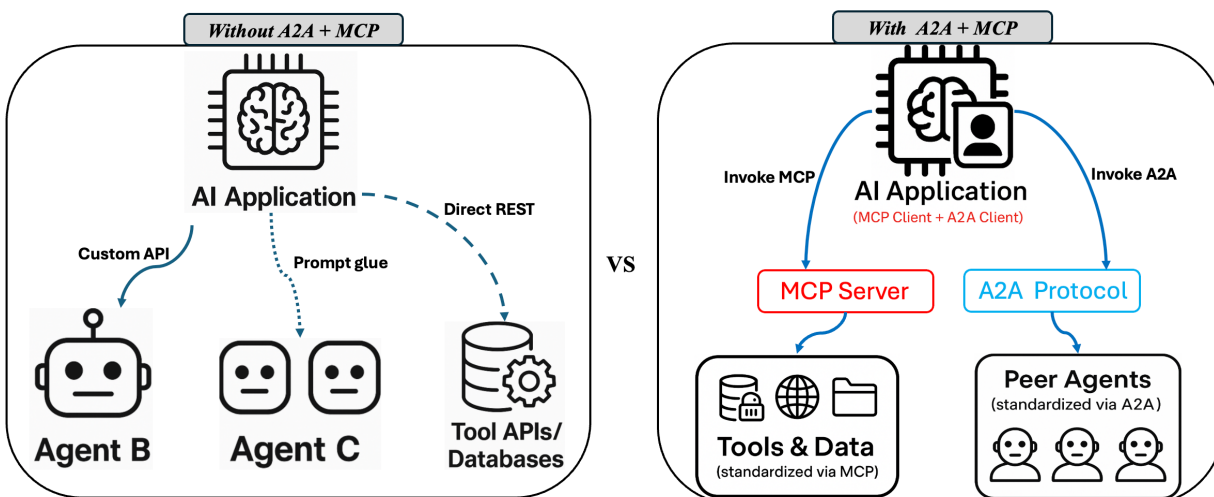 Without A2A + MCP
AI Application
Custom API
Prompt glue
Direct REST
Agent B
Agent C
Tool APIs/
Databases
VS
With A2A + MCP
AI Application
(MCP Client + A2A Client)
Invoke MCP
Invoke A2A
MCP Server
A2A Protocol
Tools & Data
(standardized via MCP)
Peer Agents
(standardized via A2A)